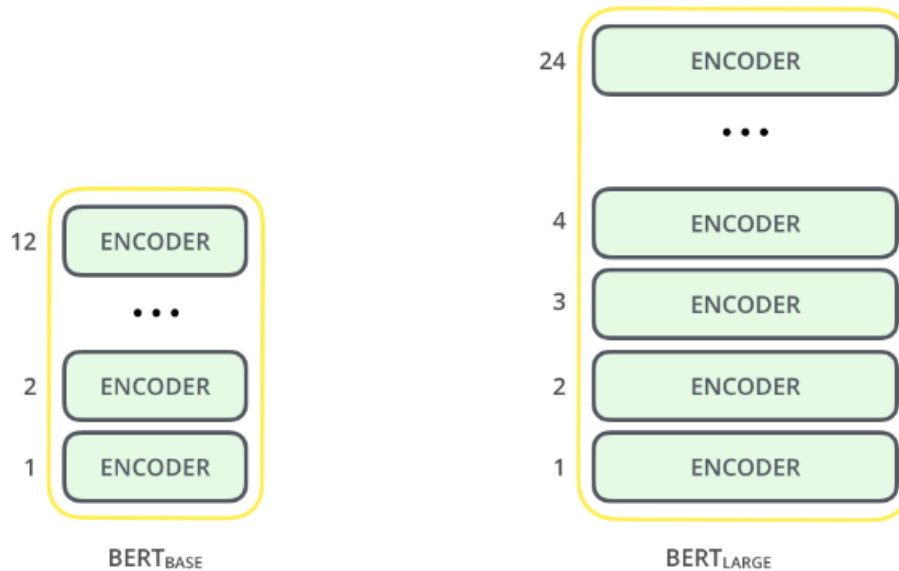 12
ENCODER
...
2
ENCODER
1
ENCODER
BERTBASE
24
ENCODER
...
4
ENCODER
3
ENCODER
2
ENCODER
1
ENCODER
BERTLARGE